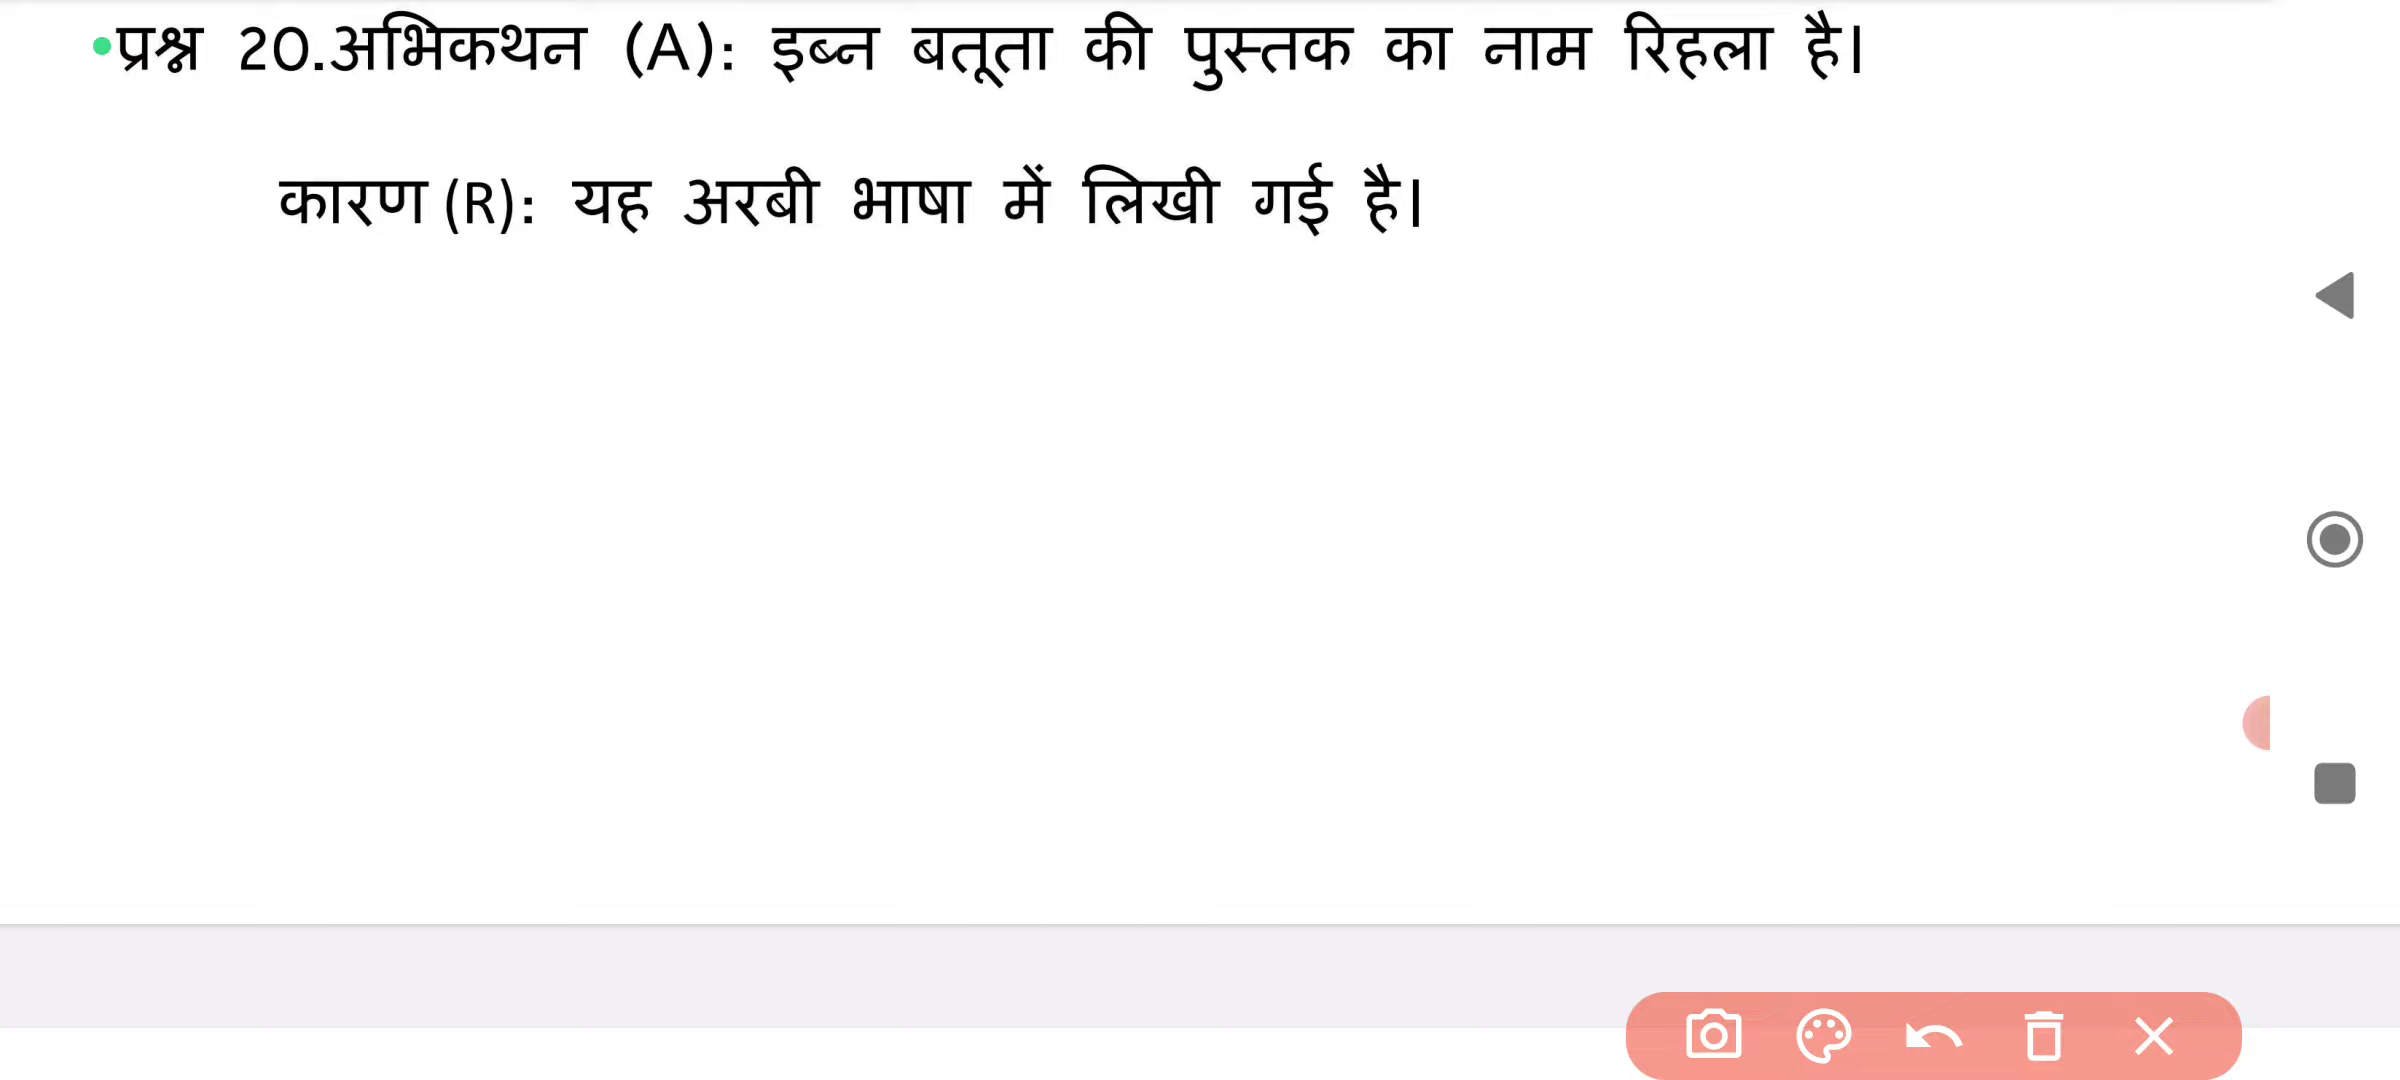 •प्रश्न 20.अभिकथन (A): इब्न बतूता की पुस्तक का नाम रिहला है।
कारण (R): यह अरबी भाषा में लिखी गई है।